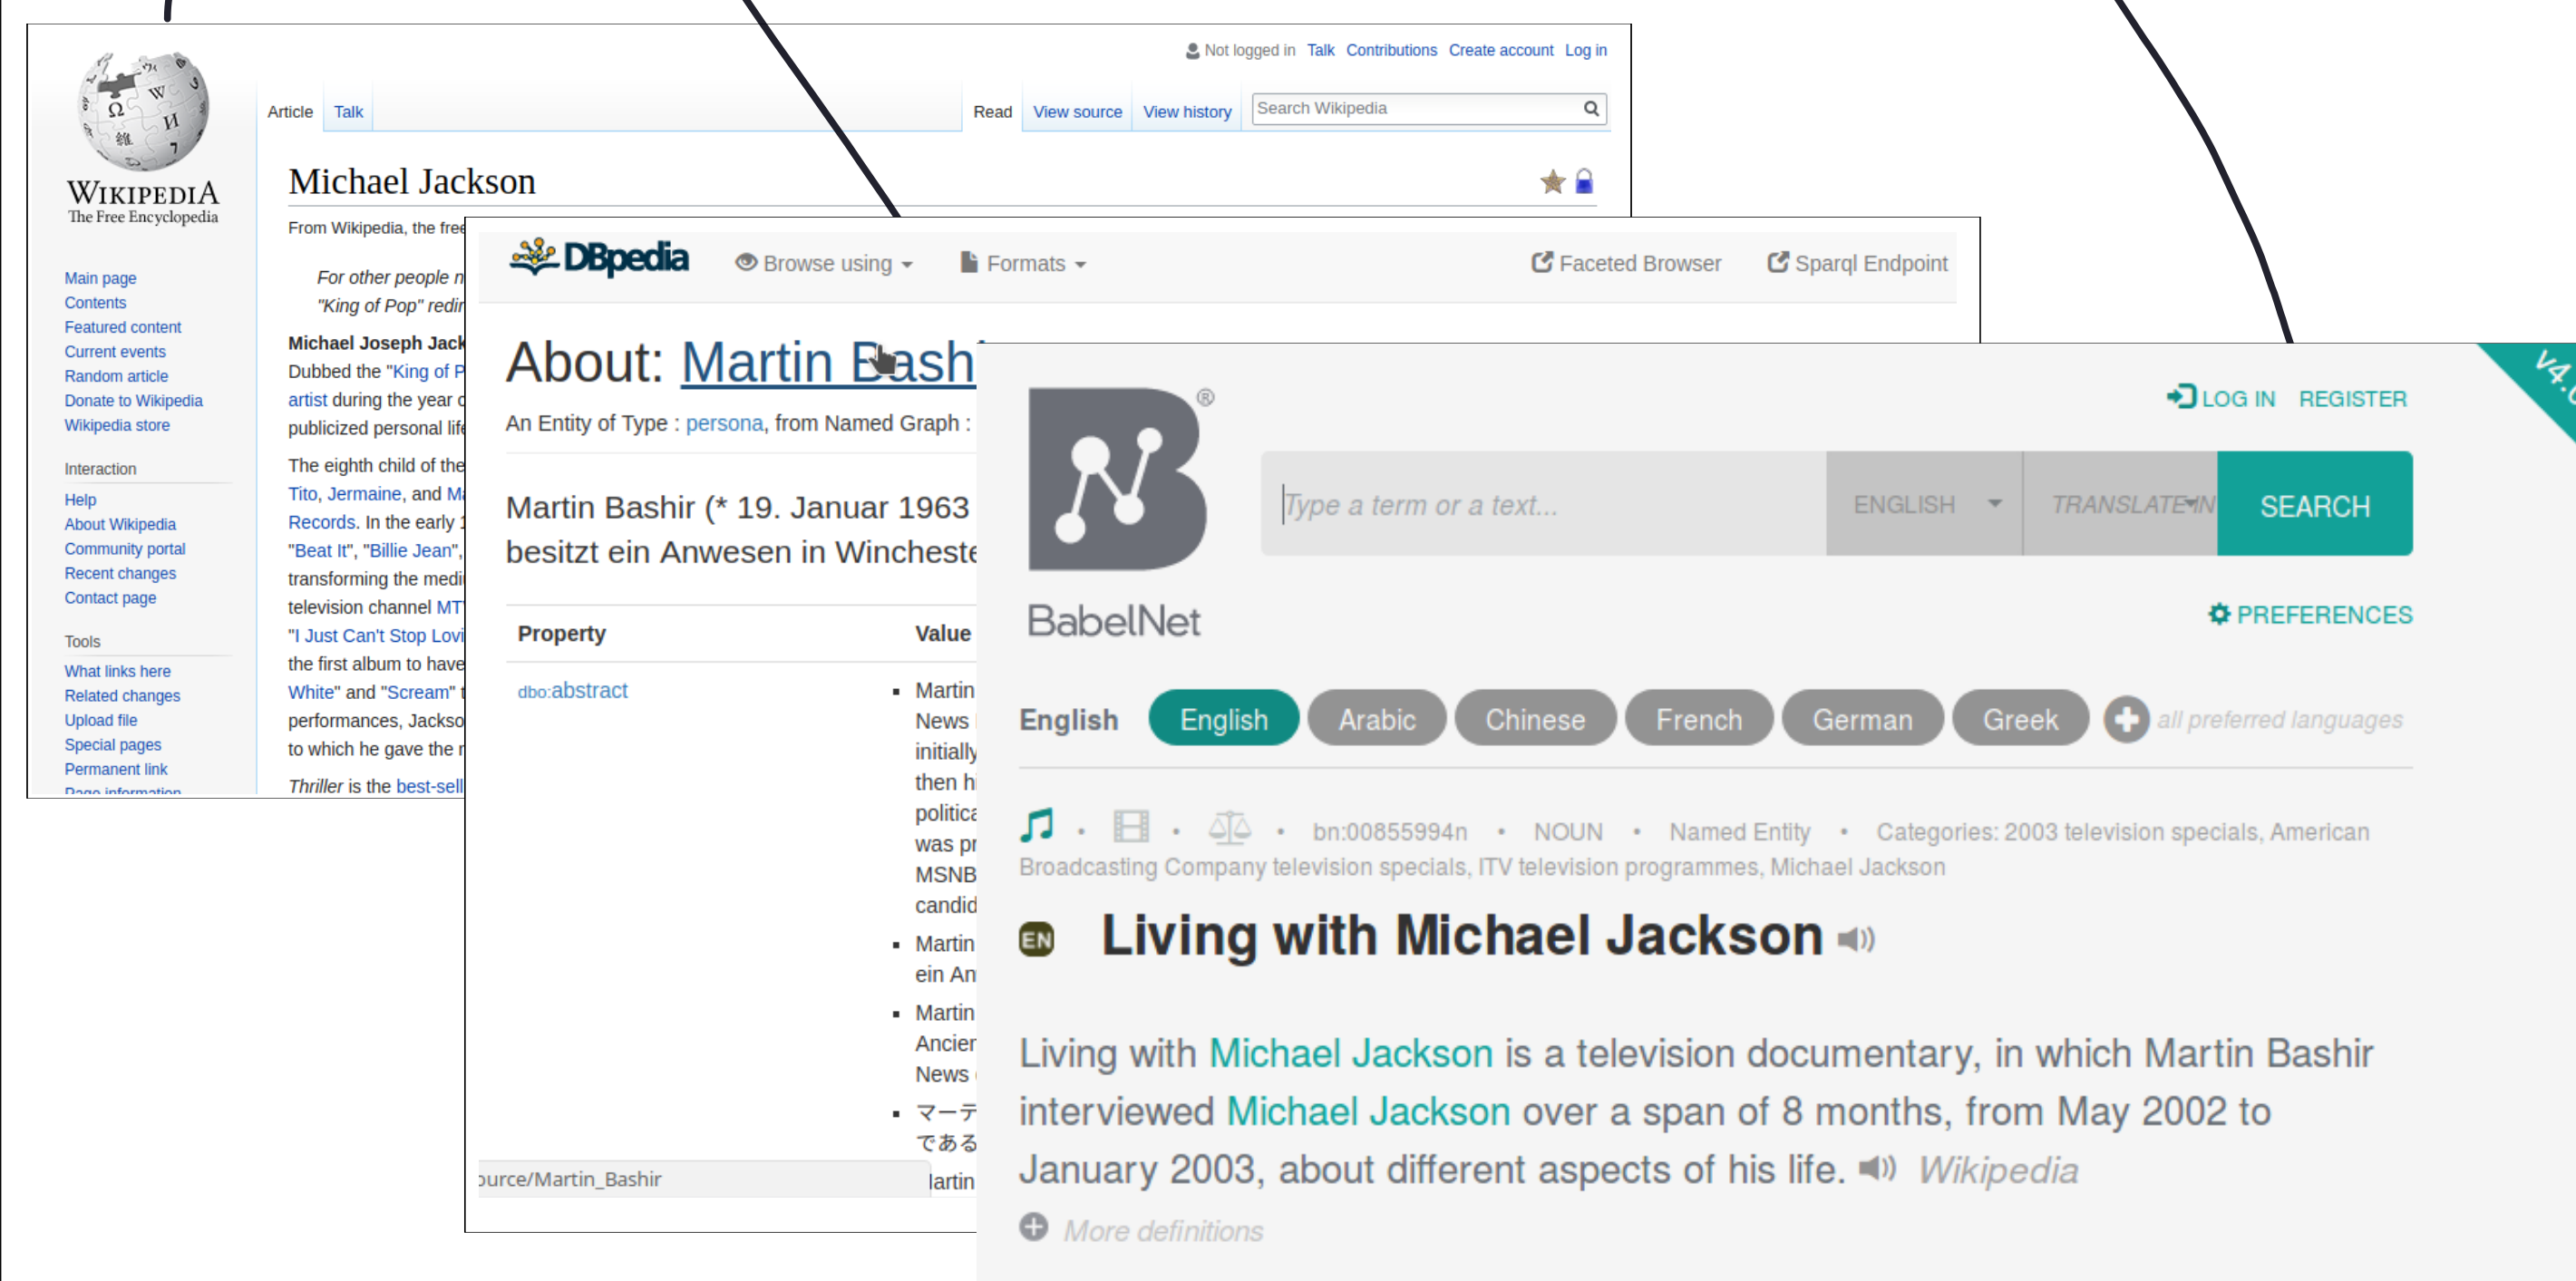 Not logged in Talk Contributions Create account Log in
Article Talk Read View source View history Search Wikipedia
WIKIPEDIA
The Free Encyclopedia
Michael Jackson
From Wikipedia, the free
For other people n
"King of Pop" redir
Michael Joseph Jack
Dubbed the "King of P
artist during the year o
publicized personal life
The eighth child of the
Tito, Jermaine, and Ma
Records. In the early 1
"Beat It", "Billie Jean",
transforming the medi
television channel MT
"I Just Can't Stop Lovi
the first album to have
White" and "Scream" t
performances, Jackso
to which he gave the n
Thriller is the best-sell
Main page
Contents
Featured content
Current events
Random article
Donate to Wikipedia
Wikipedia store
Interaction
Help
About Wikipedia
Community portal
Recent changes
Contact page
Tools
What links here
Related changes
Upload file
Special pages
Permanent link
Page information
DBpedia Browse using Formats Faceted Browser Sparql Endpoint
About: Martin Bash
An Entity of Type : persona, from Named Graph :
Martin Bashir (* 19. Januar 1963
besitzt ein Anwesen in Wincheste
Property Value
dbo:abstract
Martin
News
initially
then hi
politica
was pr
MSNB
candid
Martin
ein An
Martin
Ancier
News
マーテ
である
artin
ource/Martin_Bashir
BabelNet
®
LOG IN REGISTER
v4.
Type a term or a text... ENGLISH TRANSLATE IN SEARCH
PREFERENCES
English English Arabic Chinese French German Greek all preferred languages
• • • bn:00855994n • NOUN • Named Entity • Categories: 2003 television specials, American
Broadcasting Company television specials, ITV television programmes, Michael Jackson
EN Living with Michael Jackson
Living with Michael Jackson is a television documentary, in which Martin Bashir
interviewed Michael Jackson over a span of 8 months, from May 2002 to
January 2003, about different aspects of his life. Wikipedia
More definitions